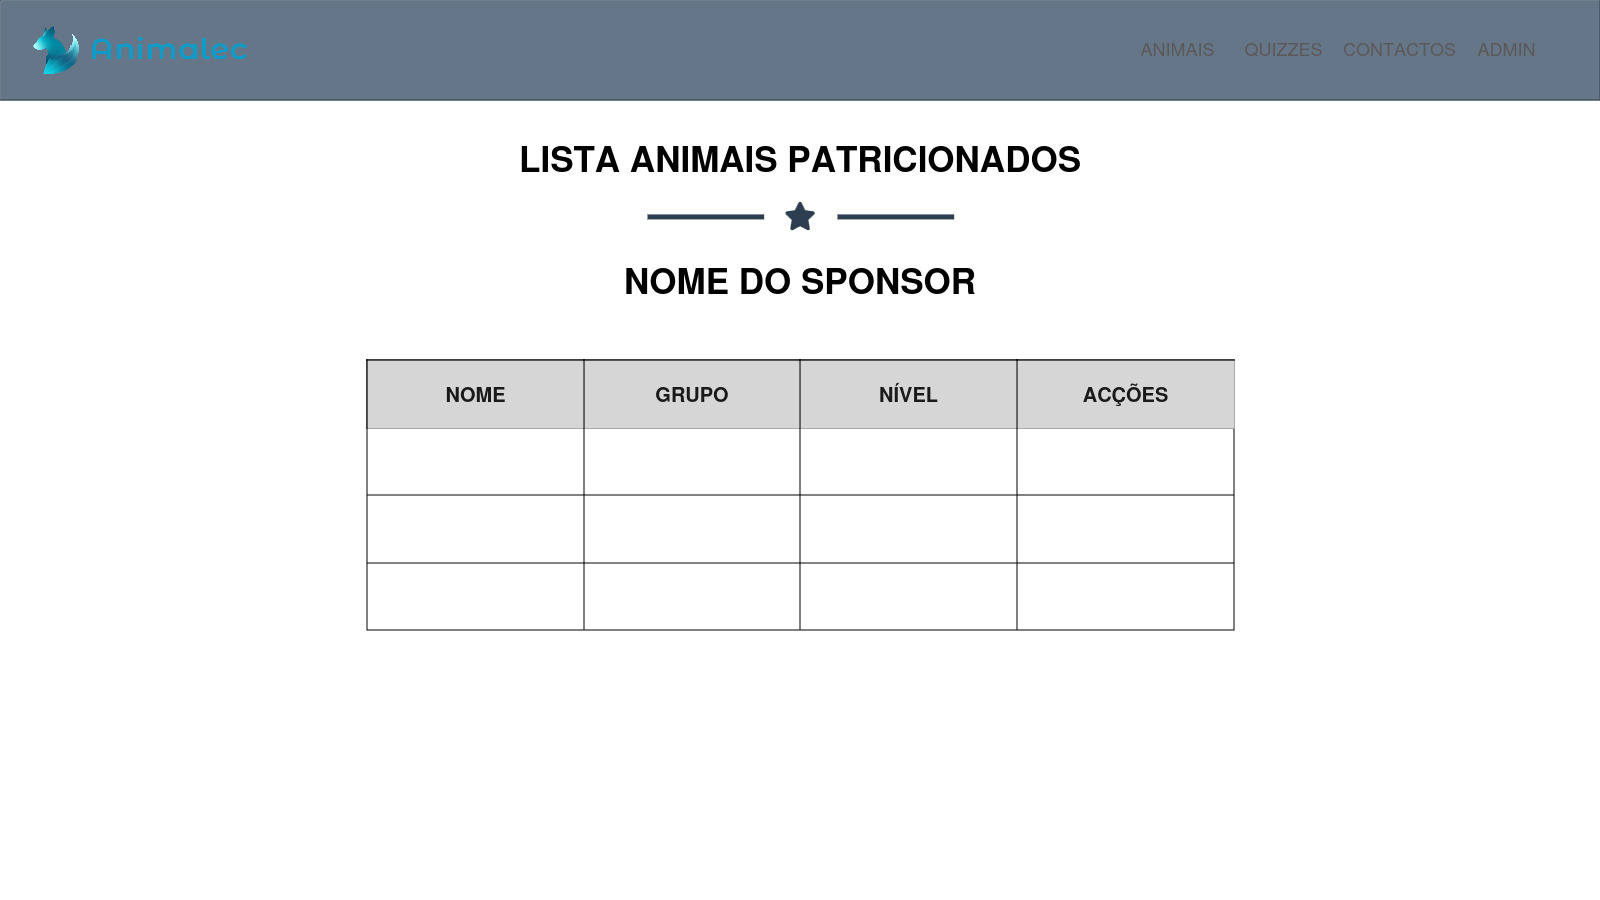 Animalec
ANIMAIS QUIZZES CONTACTOS ADMIN
LISTA ANIMAIS PATRICIONADOS
NOME DO SPONSOR
NOME GRUPO NÍVEL ACÇÕES